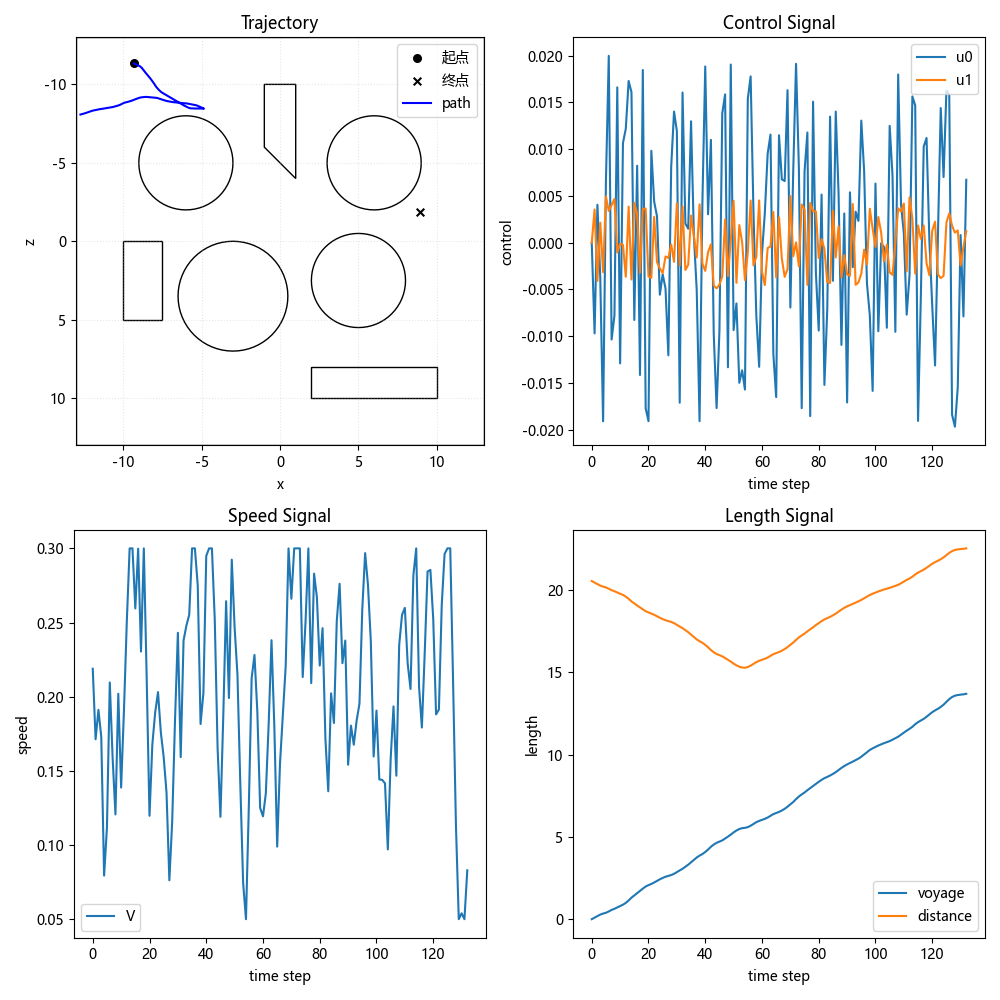 Trajectory
-10
-5
0
5
10
z
-10
-5
0
5
10
x
起点
终点
path
Control Signal
0.020
0.015
0.010
0.005
0.000
-0.005
-0.010
-0.015
-0.020
control
0
20
40
60
80
100
120
time step
u0
u1
Speed Signal
0.30
0.25
0.20
0.15
0.10
0.05
speed
0
20
40
60
80
100
120
time step
V
Length Signal
20
15
10
5
0
length
0
20
40
60
80
100
120
time step
voyage
distance